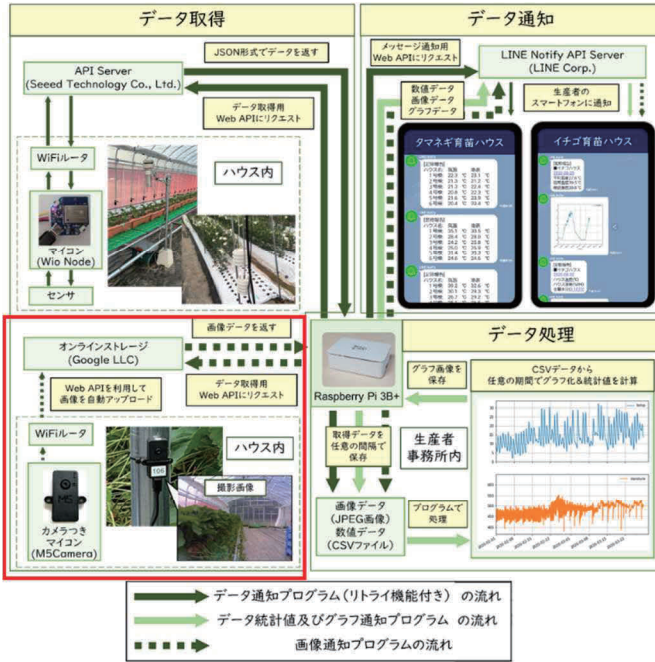 データ取得
JSON形式でデータを返す
API Server
(Seeed Technology Co., Ltd.)
データ取得用
Web APIにリクエスト
WiFiルータ
ハウス内
マイコン
(Wio Node)
センサ
データ通知
メッセージ通知用
Web APIにリクエスト
LINE Notify API Server
(LINE Corp.)
数値データ
画像データ
グラフデータ
生産者の
スマートフォンに通知
タマネギ育苗ハウス
イチゴ育苗ハウス
画像データを返す
オンラインストレージ
(Google LLC)
Web APIを利用して
画像を自動アップロード
データ取得用
Web APIにリクエスト
WiFiルータ
ハウス内
106
撮影画像
M5
カメラつき
マイコン
(M5Camera)
データ処理
Raspberry Pi 3B+
グラフ画像を
保存
CSVデータから
任意の期間でグラフ化&統計値を計算
取得データを
任意の間隔で
保存
生産者
事務所内
画像データ
(JPEG画像)
数値データ
(CSVファイル)
プログラムで
処理
データ通知プログラム(リトライ機能付き) の流れ
データ統計値及びグラフ通知プログラム の流れ
画像通知プログラムの流れ